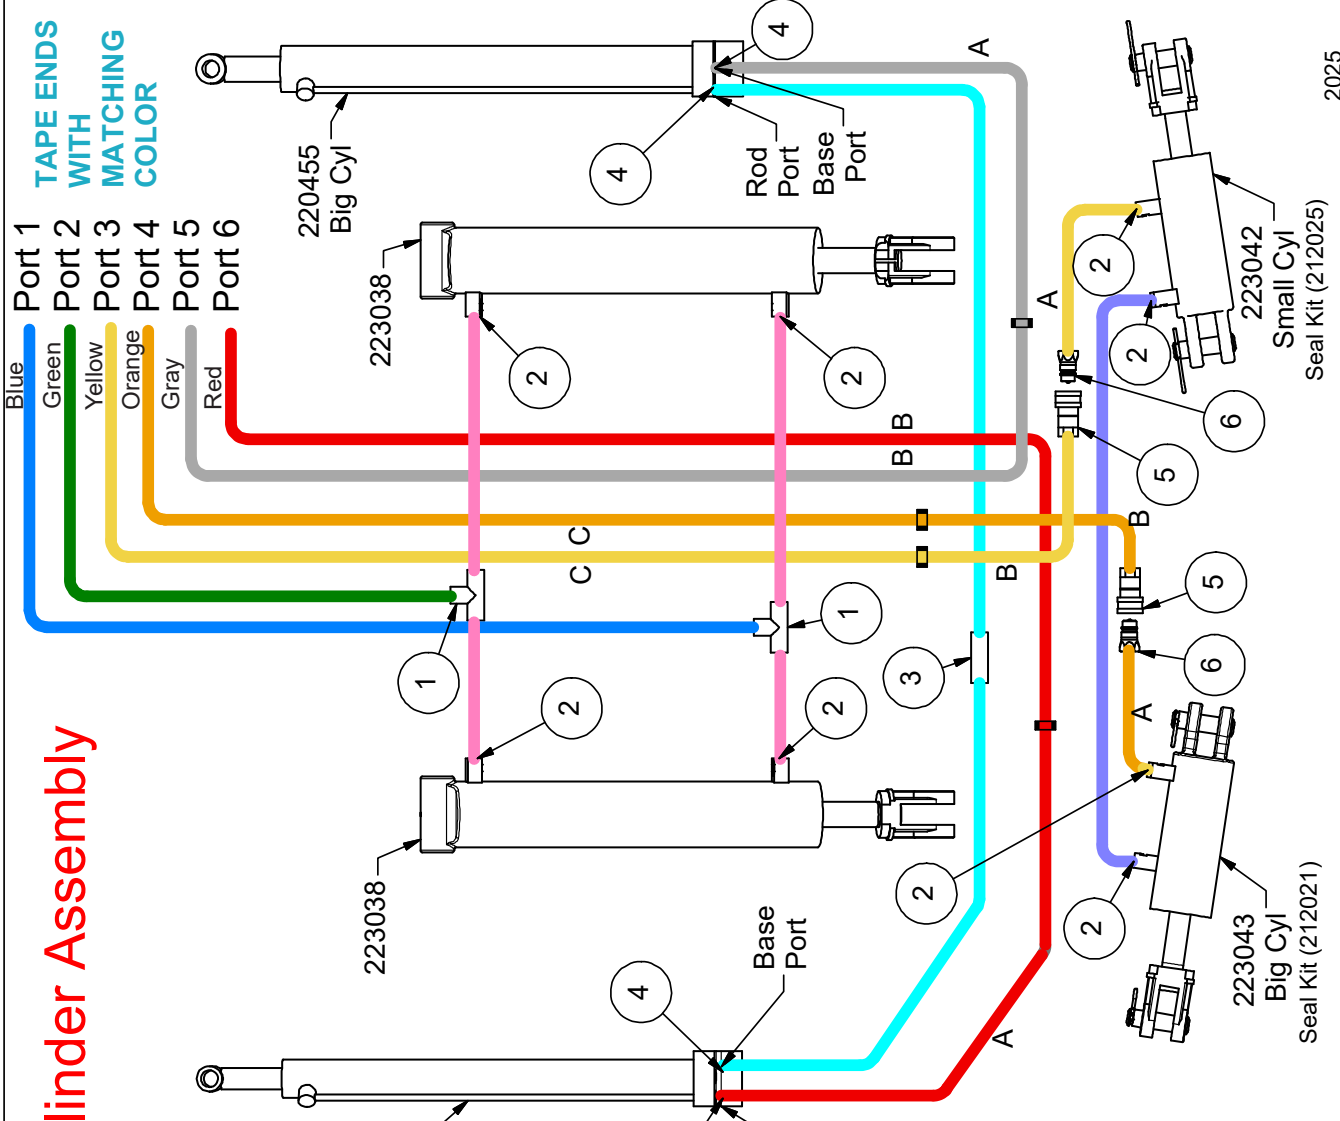 linder Assembly
TAPE ENDS
WITH
MATCHING
COLOR
Port 1
Port 2
Port 3
Port 4
Port 5
Port 6
Blue
Green
Yellow
Orange
Gray
Red
220455
Big Cyl
223038
223038
Rod
Port
Base
Port
Base
Port
4
4
4
2
2
2
2
1
1
3
A
B
B
C
C
A
B
B
A
A
2
2
2
2
5
6
5
6
223042
Small Cyl
Seal Kit (212025)
223043
Big Cyl
Seal Kit (212021)
2025